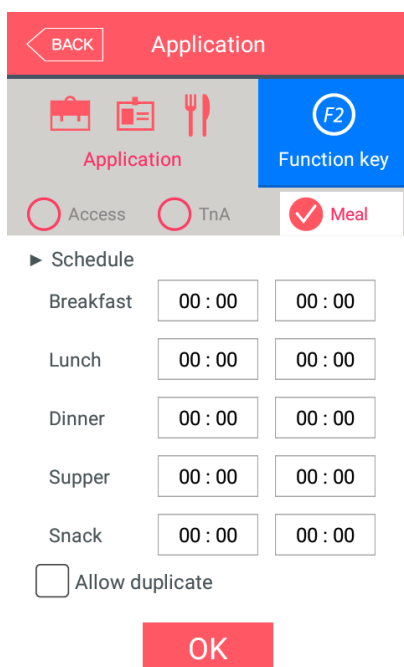 BACK Application
F2
Application Function key
Access TnA Meal
► Schedule
Breakfast 00 : 00 00 : 00
Lunch 00 : 00 00 : 00
Dinner 00 : 00 00 : 00
Supper 00 : 00 00 : 00
Snack 00 : 00 00 : 00
Allow duplicate
OK